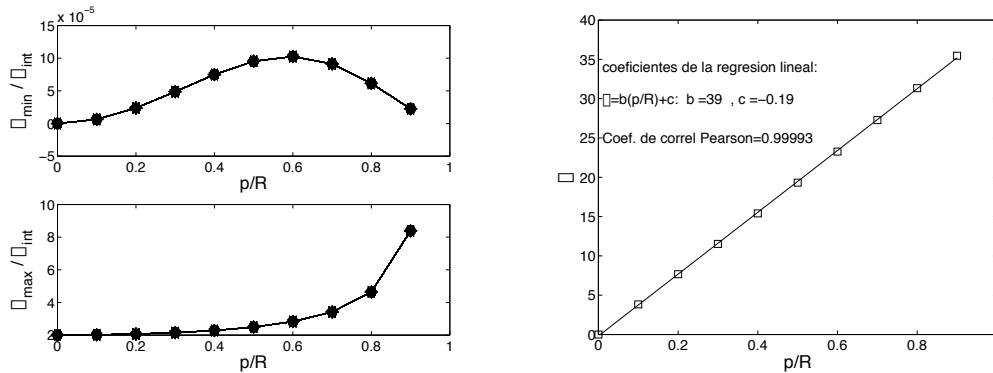 x 10⁻⁵
15
10
5
0
−5
□min / □int
0 0.2 0.4 0.6 0.8 1
p/R
10
8
6
4
2
□max / □int
0 0.2 0.4 0.6 0.8 1
p/R
40
35
30
25
20
15
10
5
0
□
coeficientes de la regresion lineal:
□=b(p/R)+c: b =39 , c =−0.19
Coef. de correl Pearson=0.99993
0 0.2 0.4 0.6 0.8
p/R